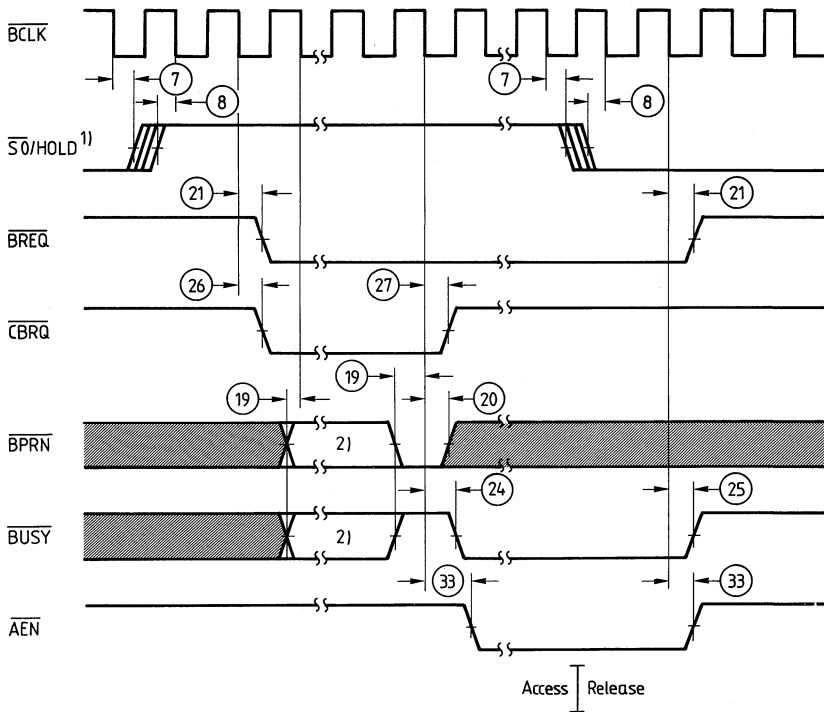 BCLK
7
7
8
8
S0/HOLD 1)
21
21
BREQ
26
27
CBRQ
19
19
20
BPRN
2)
24
25
BUSY
2)
33
33
AEN
Access | Release